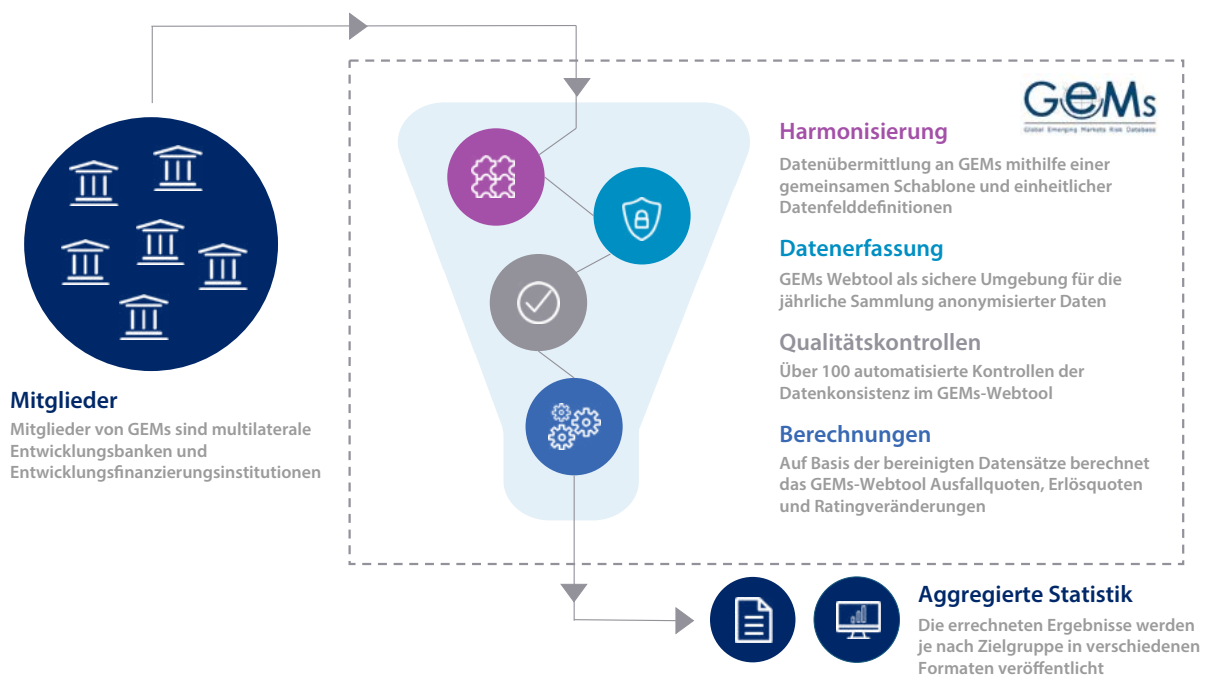 Mitglieder
Mitglieder von GEMs sind multilaterale
Entwicklungsbanken und
Entwicklungsfinanzierungsinstitutionen
GeMs
Global Emerging Markets Risk Database
Harmonisierung
Datenübermittlung an GEMs mithilfe einer
gemeinsamen Schablone und einheitlicher
Datenfelddefinitionen
Datenerfassung
GEMs Webtool als sichere Umgebung für die
jährliche Sammlung anonymisierter Daten
Qualitätskontrollen
Über 100 automatisierte Kontrollen der
Datenkonsistenz im GEMs-Webtool
Berechnungen
Auf Basis der bereinigten Datensätze berechnet
das GEMs-Webtool Ausfallquoten, Erlösquoten
und Ratingveränderungen
Aggregierte Statistik
Die errechneten Ergebnisse werden
je nach Zielgruppe in verschiedenen
Formaten veröffentlicht